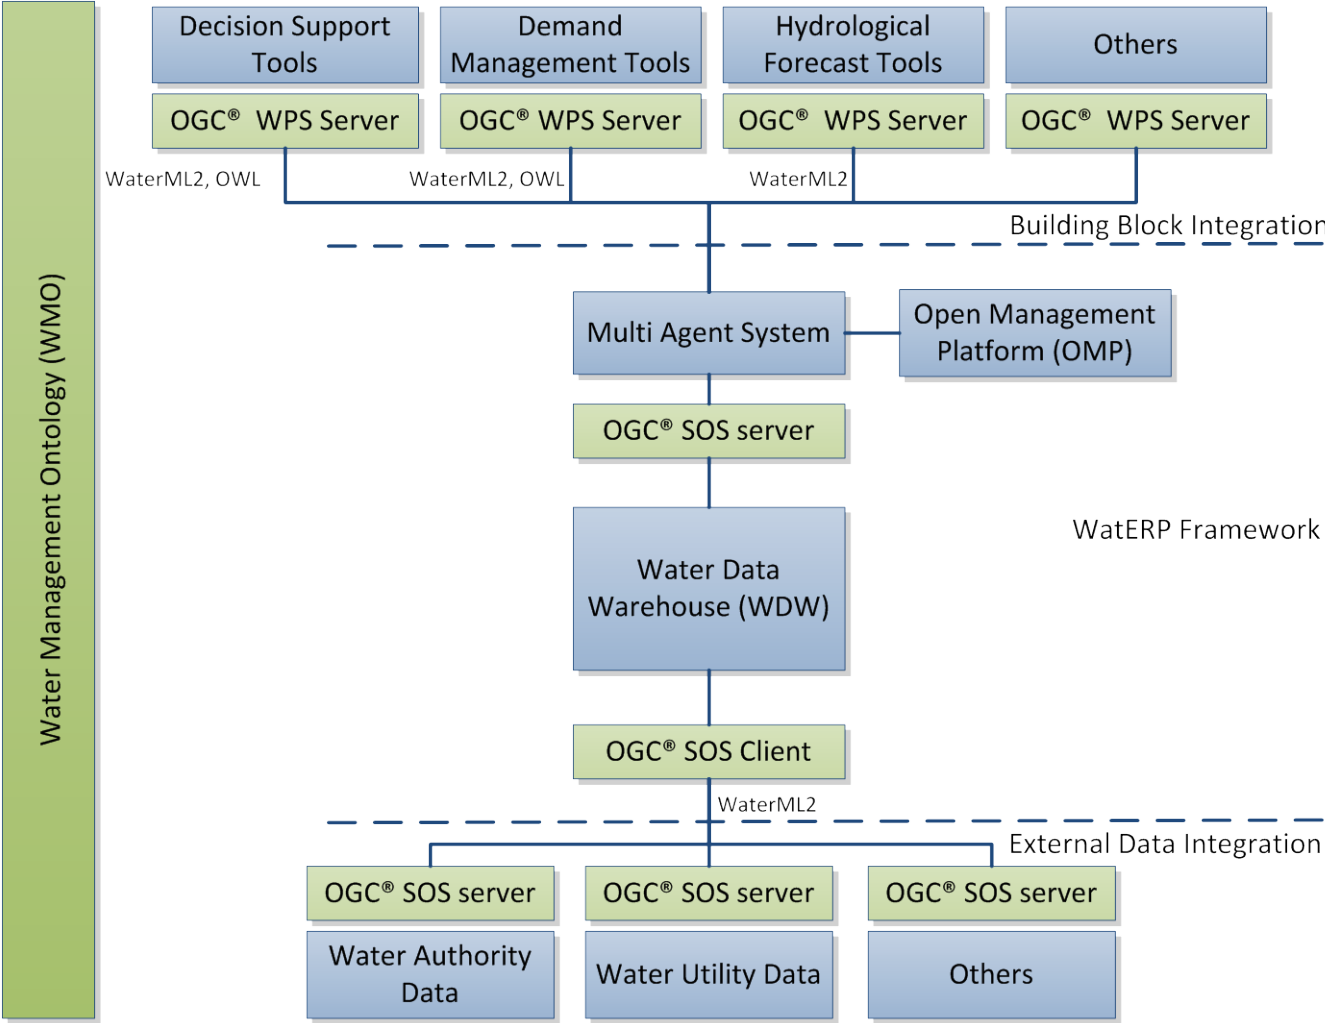 Water Management Ontology (WMO)
Decision Support
Tools
Demand
Management Tools
Hydrological
Forecast Tools
Others
OGC® WPS Server
OGC® WPS Server
OGC® WPS Server
OGC® WPS Server
WaterML2, OWL
WaterML2, OWL
WaterML2
Building Block Integration
Multi Agent System
Open Management
Platform (OMP)
OGC® SOS server
WatERP Framework
Water Data
Warehouse (WDW)
OGC® SOS Client
WaterML2
External Data Integration
OGC® SOS server
OGC® SOS server
OGC® SOS server
Water Authority
Data
Water Utility Data
Others